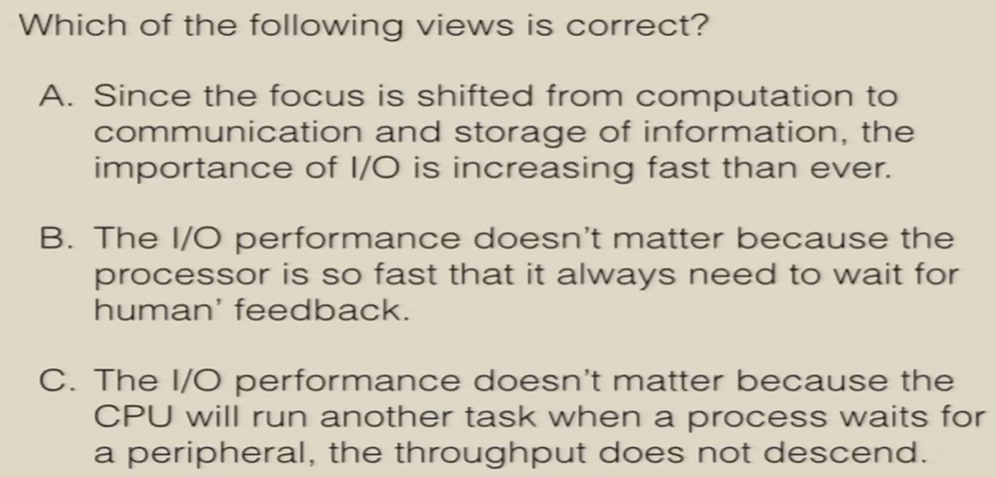 Which of the following views is correct?
A. Since the focus is shifted from computation to
communication and storage of information, the
importance of I/O is increasing fast than ever.
B. The I/O performance doesn't matter because the
processor is so fast that it always need to wait for
human' feedback.
C. The I/O performance doesn't matter because the
CPU will run another task when a process waits for
a peripheral, the throughput does not descend.